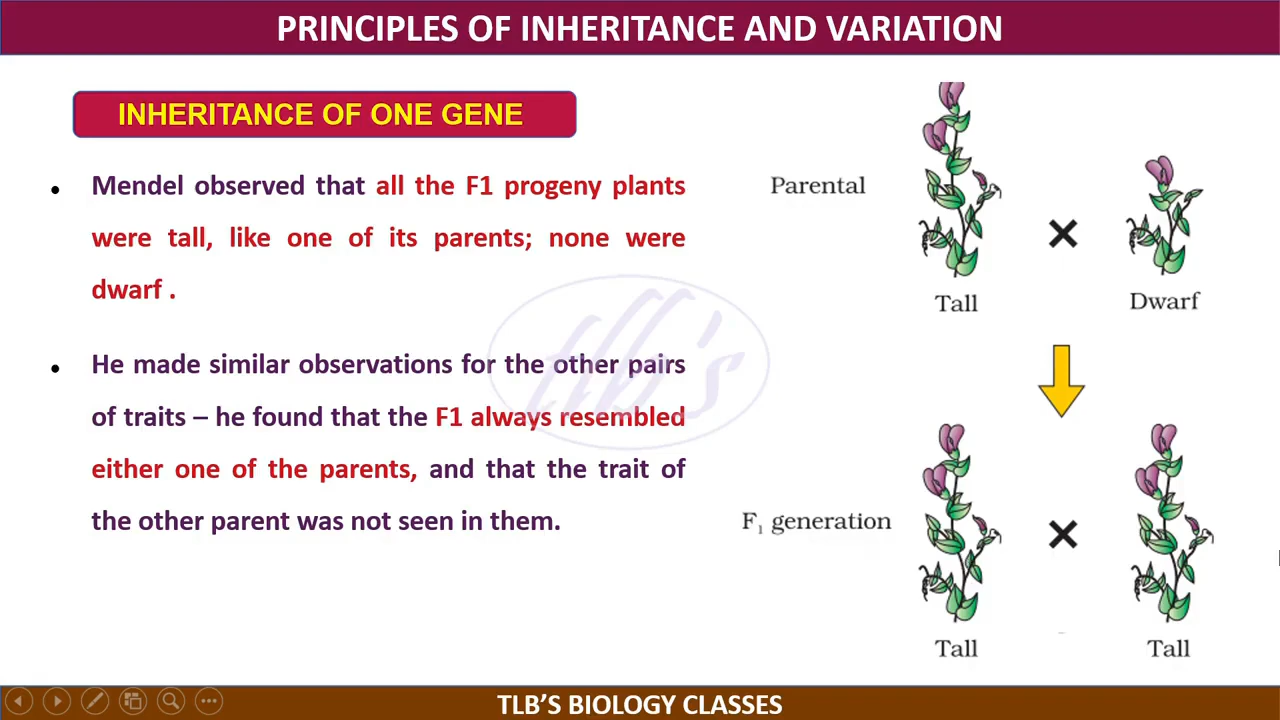 PRINCIPLES OF INHERITANCE AND VARIATION
INHERITANCE OF ONE GENE
• Mendel observed that all the F1 progeny plants
were tall, like one of its parents; none were
dwarf .
• He made similar observations for the other pairs
of traits – he found that the F1 always resembled
either one of the parents, and that the trait of
the other parent was not seen in them.
tlb's
Parental
×
Tall
Dwarf
F₁ generation
×
Tall
Tall
TLB'S BIOLOGY CLASSES